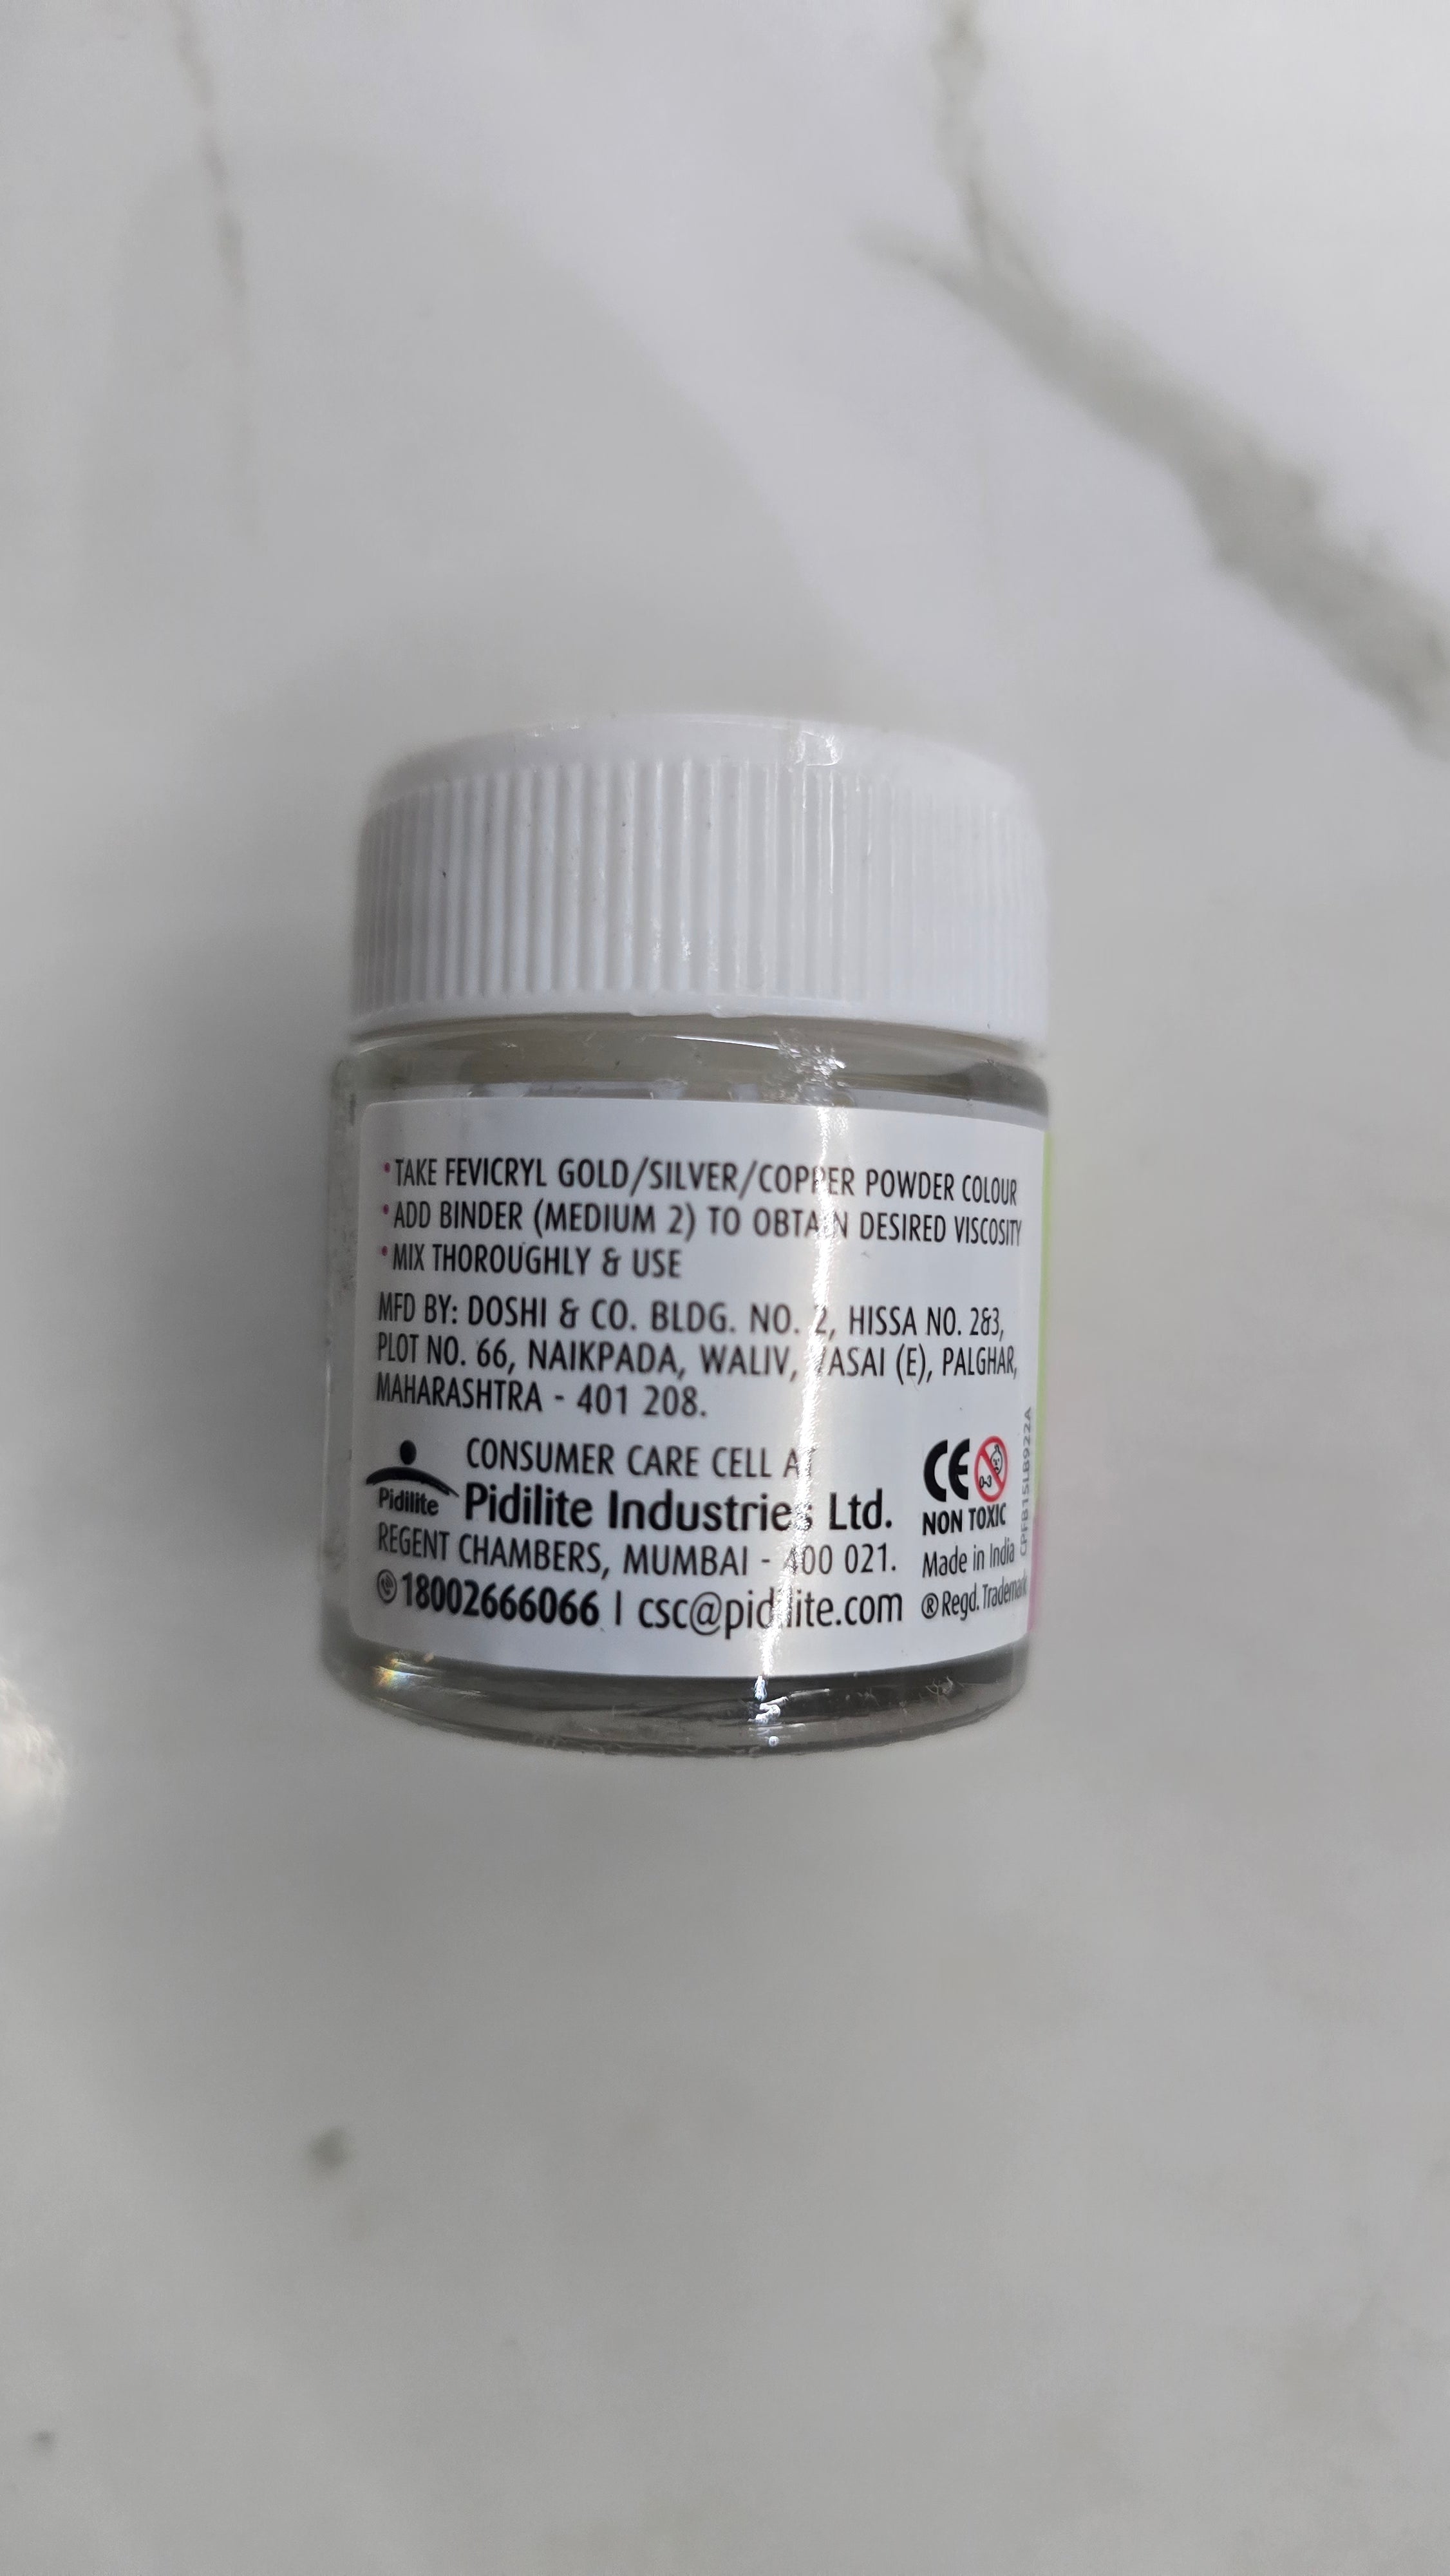 • TAKE FEVICRYL GOLD/SILVER/COPPER POWDER COLOUR
• ADD BINDER (MEDIUM 2) TO OBTAIN DESIRED VISCOSITY
• MIX THOROUGHLY & USE
MFD BY: DOSHI & CO. BLDG. NO. 2, HISSA NO. 2&3,
PLOT NO. 66, NAIKPADA, WALIV, VASAI (E), PALGHAR,
MAHARASHTRA - 401 208.
CONSUMER CARE CELL AT
Pidilite
Pidilite Industries Ltd.
REGENT CHAMBERS, MUMBAI - 400 021.
18002666066 | csc@pidilite.com
CE
0-3
NON TOXIC
Made in India
® Regd. Trademark
CPFB15LB922A